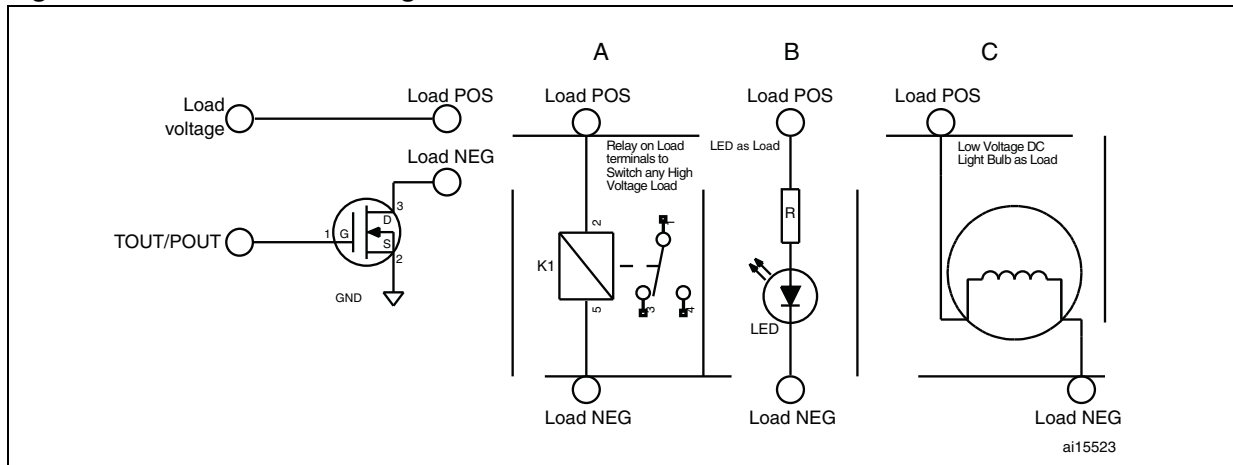 A
B
C
Load
voltage
Load POS
Load NEG
TOUT/POUT
1
G
D
S
3
2
GND
Load POS
Relay on Load
terminals to
Switch any High
Voltage Load
2
K1
5
1
3
4
Load NEG
Load POS
LED as Load
R
LED
Load NEG
Load POS
Low Voltage DC
Light Bulb as Load
Load NEG
ai15523